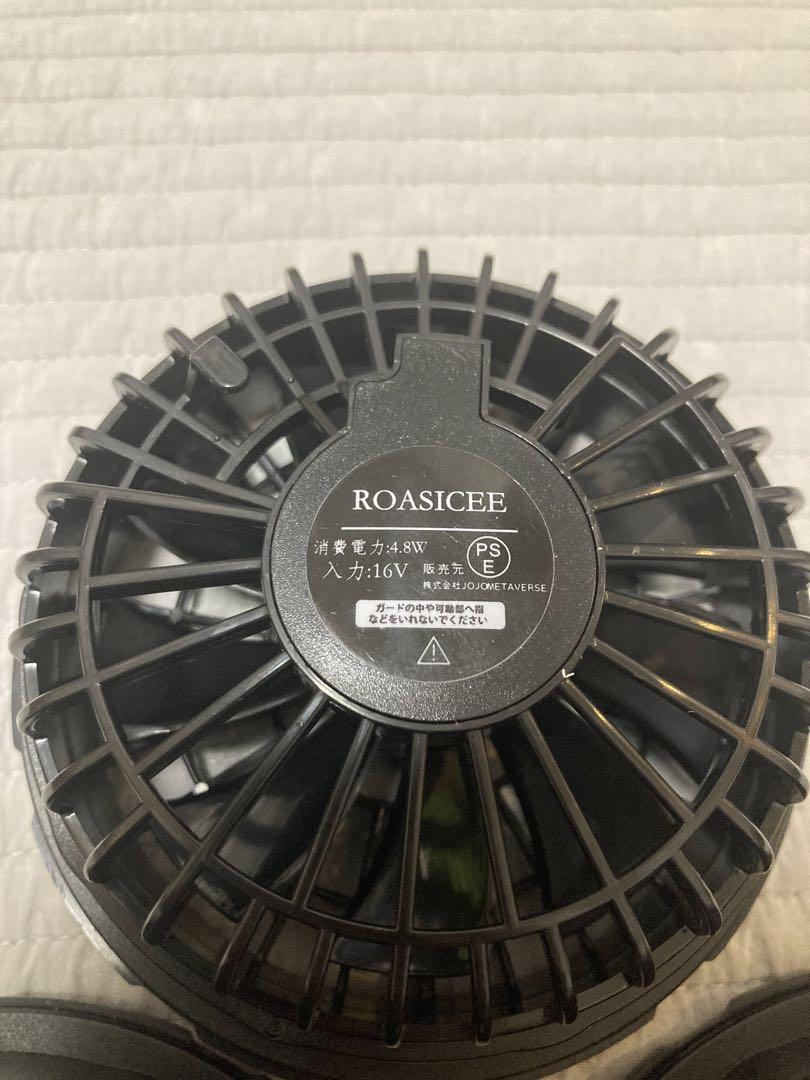 ROASICEE
消費電力:4.8W
入力:16V
販売元
PS
E
株式会社JOJOMETAVERSE
ガードの中や可動部へ指
などをいれないでください